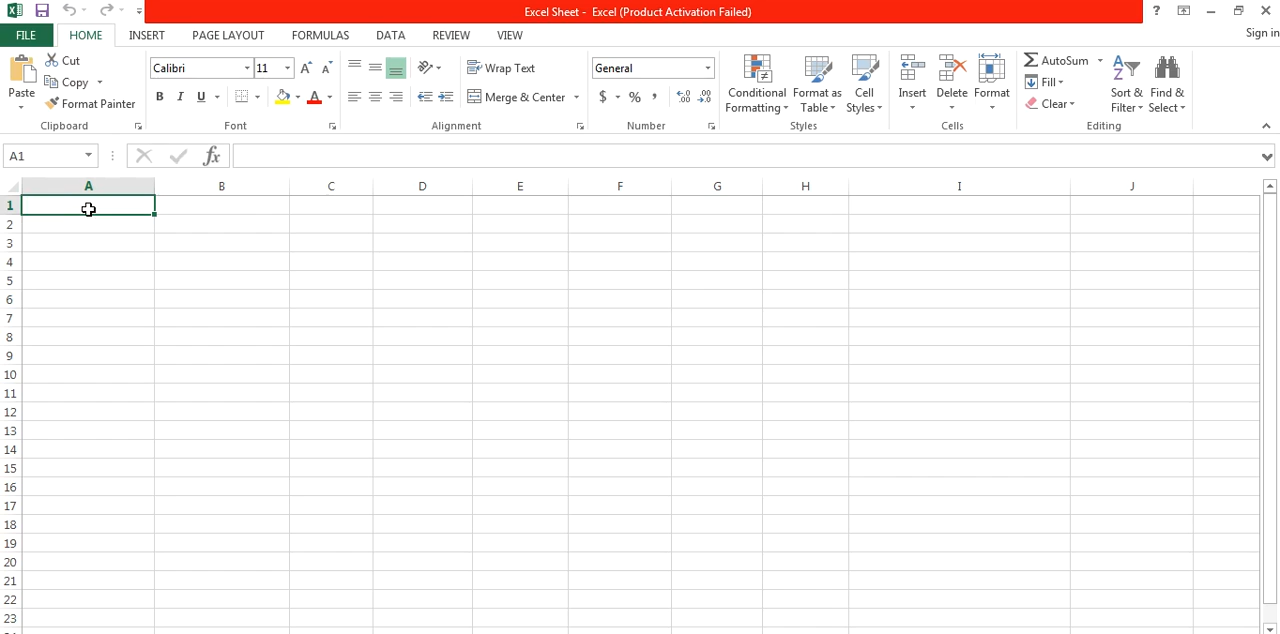 Excel Sheet - Excel (Product Activation Failed)
?
FILE HOME INSERT PAGE LAYOUT FORMULAS DATA REVIEW VIEW Sign in
Paste
Cut
Copy
Format Painter
Clipboard
Calibri 11
A A
B I U A
Font
Wrap Text
Merge & Center
Alignment
General
$ % , .0 .00 .00 .0
Number
Conditional Formatting
Format as Table
Cell Styles
Styles
Insert Delete Format
Cells
AutoSum
Fill
Clear
Sort & Filter
Find & Select
Editing
A1 fx
A B C D E F G H I J
1
2
3
4
5
6
7
8
9
10
11
12
13
14
15
16
17
18
19
20
21
22
23